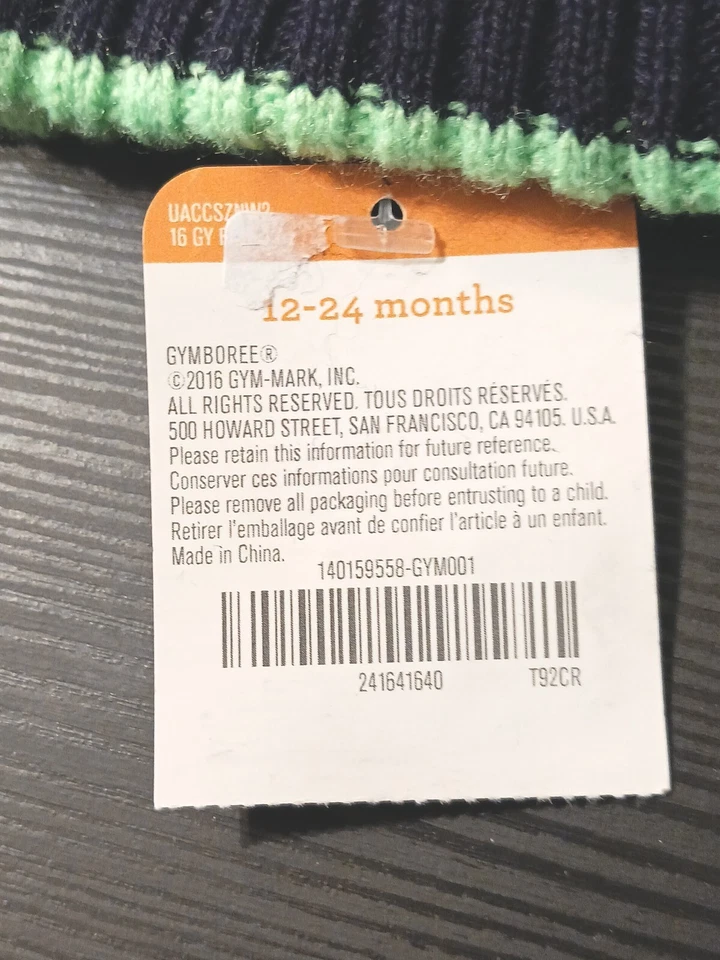 UACCSZNW2
16 GY
12-24 months
GYMBOREE®
©2016 GYM-MARK, INC.
ALL RIGHTS RESERVED. TOUS DROITS RÉSERVÉS.
500 HOWARD STREET, SAN FRANCISCO, CA 94105. U.S.A.
Please retain this information for future reference.
Conserver ces informations pour consultation future.
Please remove all packaging before entrusting to a child.
Retirer l'emballage avant de confier l'article à un enfant.
Made in China.
140159558-GYM001
241641640 T92CR